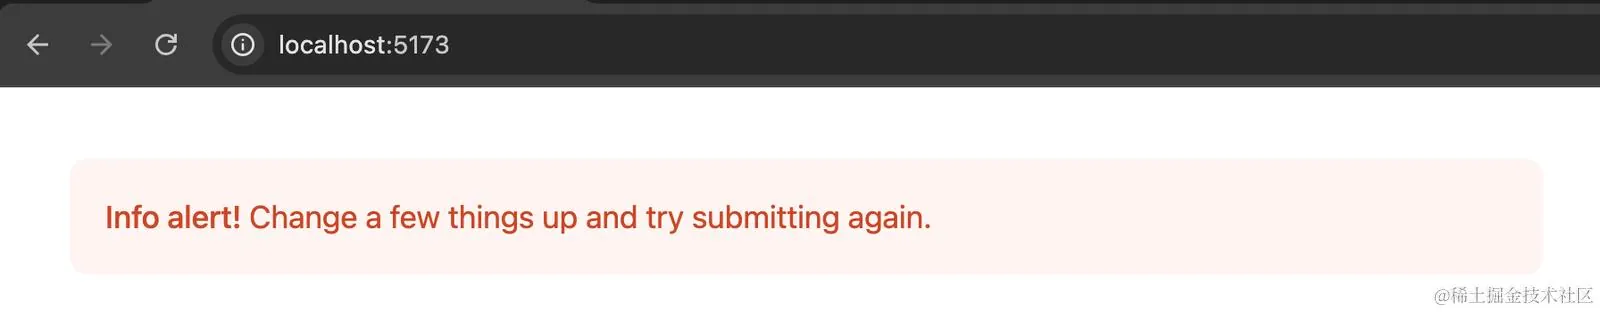 localhost:5173
Info alert! Change a few things up and try submitting again.
@稀土掘金技术社区